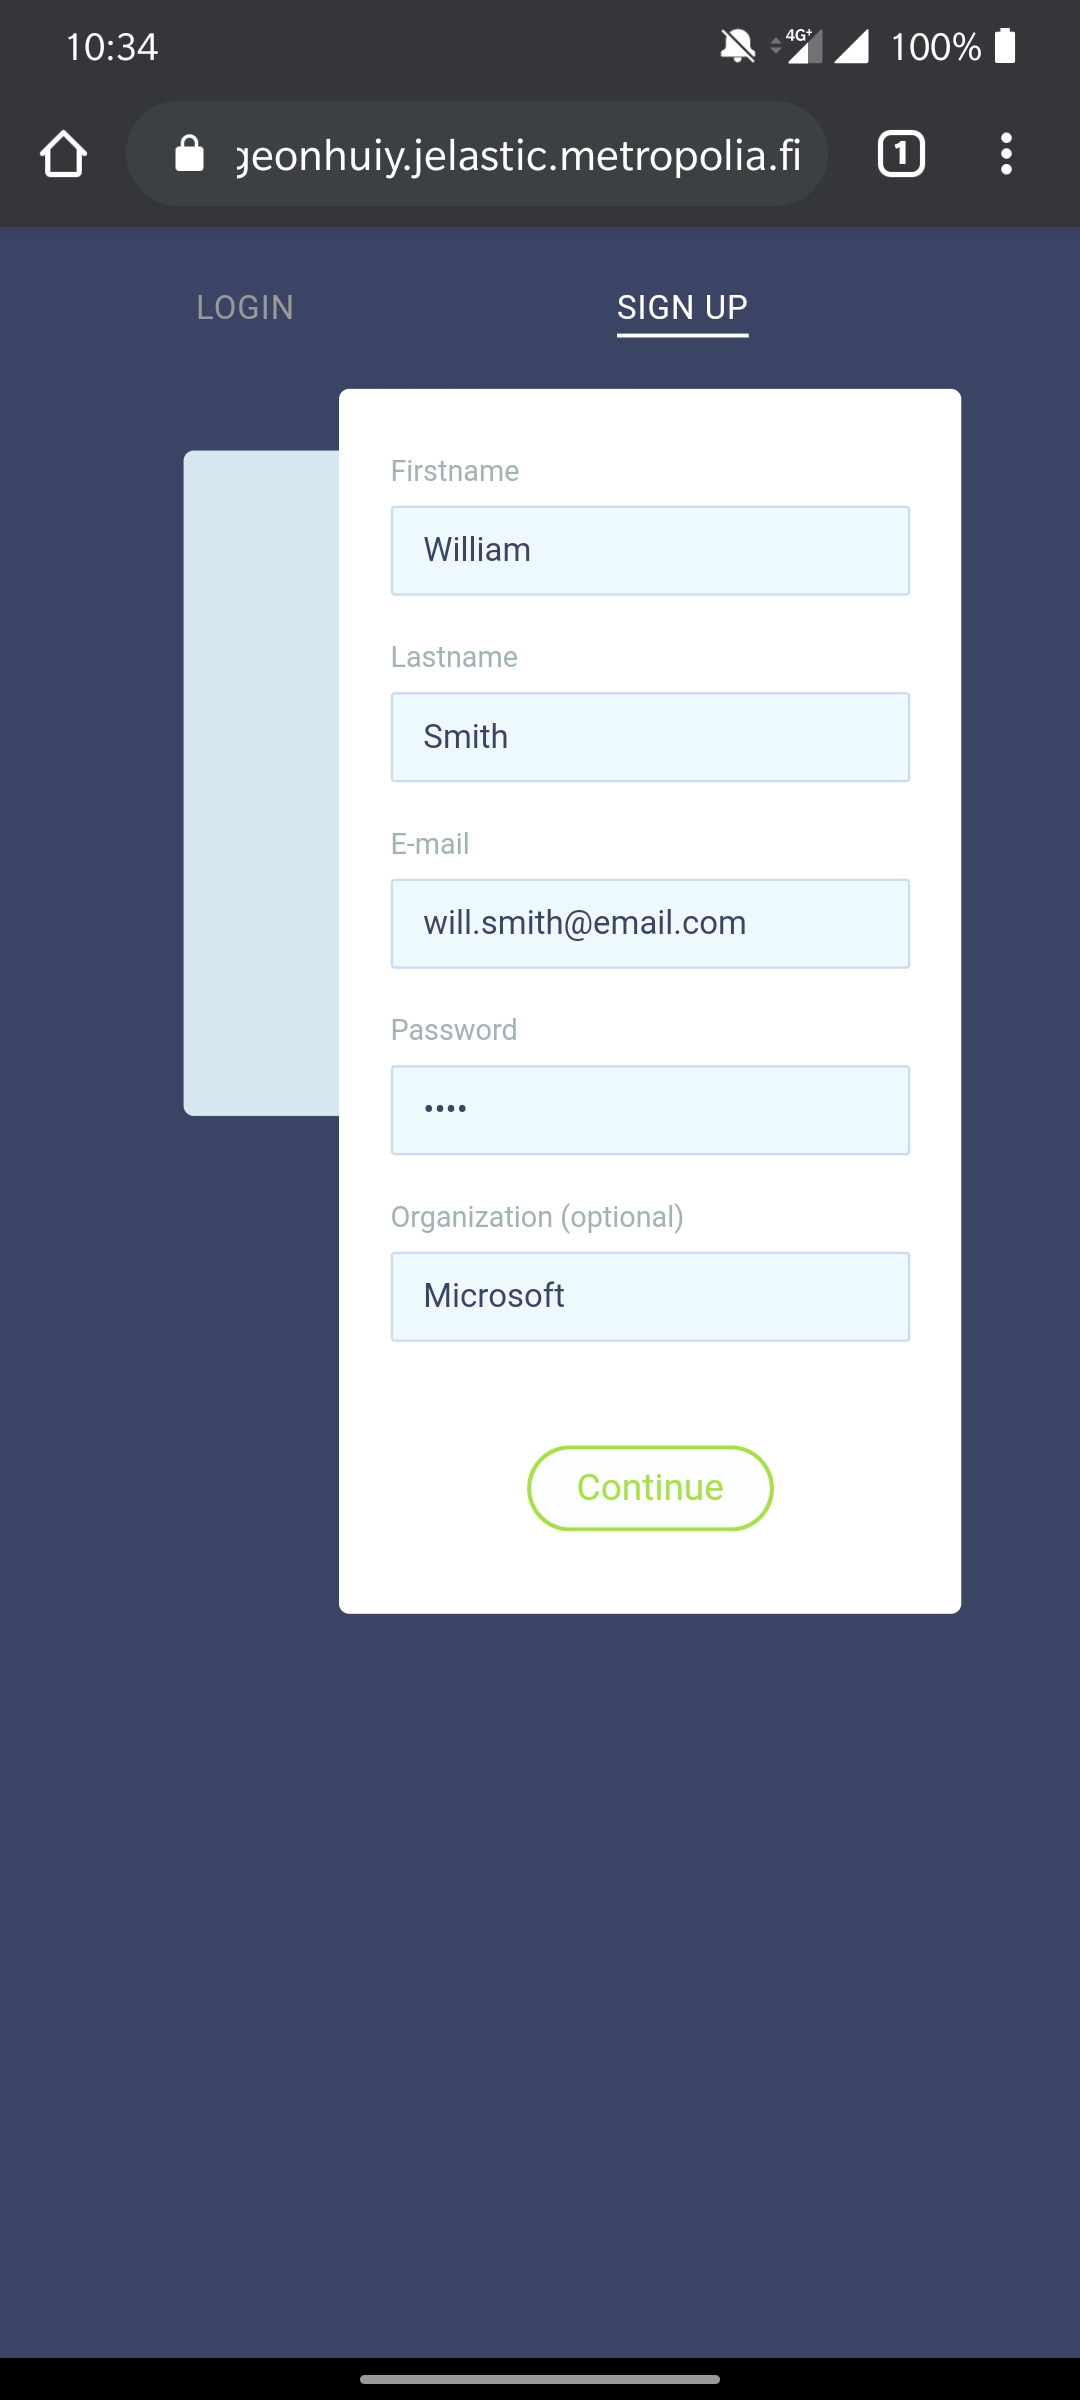 10:34
4G+ 100%
geonhuiy.jelastic.metropolia.fi
1
LOGIN SIGN UP
Firstname
William
Lastname
Smith
E-mail
will.smith@email.com
Password
••••
Organization (optional)
Microsoft
Continue